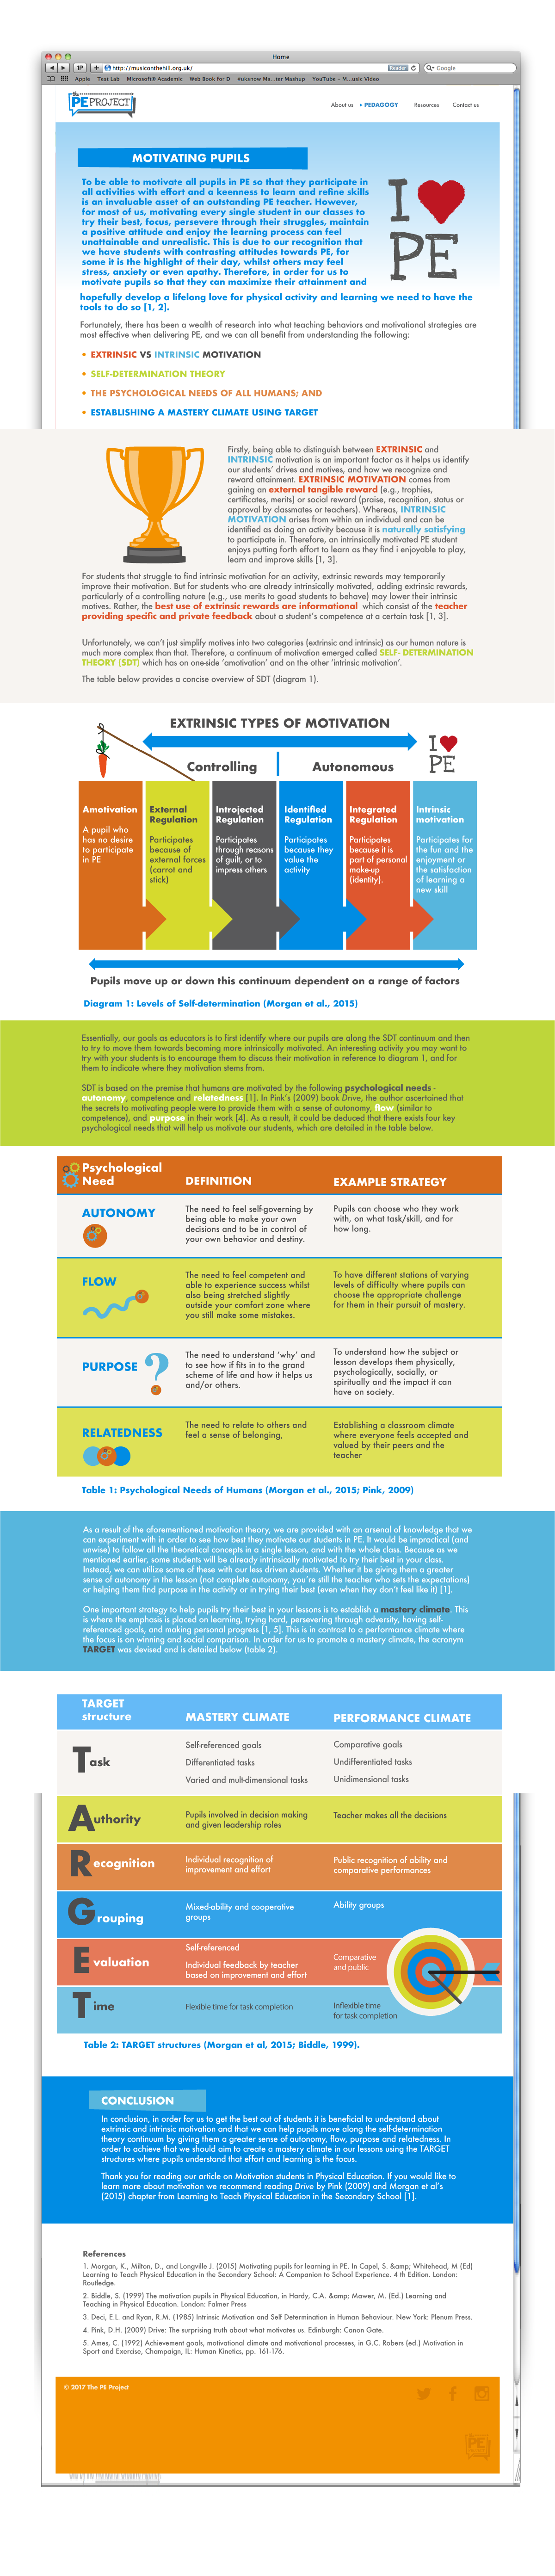 Home
http://musiconthehill.org.uk/
Reader
Google
Apple Test Lab Microsoft® Academic Web Book for D #uksnow Ma...ter Mashup YouTube – M...usic Video
the
PE PROJECT
About us • PEDAGOGY Resources Contact us
MOTIVATING PUPILS
To be able to motivate all pupils in PE so that they participate in
all activities with effort and a keenness to learn and refine skills
is an invaluable asset of an outstanding PE teacher. However,
for most of us, motivating every single student in our classes to
try their best, focus, persevere through their struggles, maintain
a positive attitude and enjoy the learning process can feel
unattainable and unrealistic. This is due to our recognition that
we have students with contrasting attitudes towards PE, for
some it is the highlight of their day, whilst others may feel
stress, anxiety or even apathy. Therefore, in order for us to
motivate pupils so that they can maximize their attainment and
hopefully develop a lifelong love for physical activity and learning we need to have the
tools to do so [1, 2].
I
PE
Fortunately, there has been a wealth of research into what teaching behaviors and motivational strategies are
most effective when delivering PE, and we can all benefit from understanding the following:
• EXTRINSIC VS INTRINSIC MOTIVATION
• SELF-DETERMINATION THEORY
• THE PSYCHOLOGICAL NEEDS OF ALL HUMANS; AND
• ESTABLISHING A MASTERY CLIMATE USING TARGET
Firstly, being able to distinguish between EXTRINSIC and
INTRINSIC motivation is an important factor as it helps us identify
our students' drives and motives, and how we recognize and
reward attainment. EXTRINSIC MOTIVATION comes from
gaining an external tangible reward (e.g., trophies,
certificates, merits) or social reward (praise, recognition, status or
approval by classmates or teachers). Whereas, INTRINSIC
MOTIVATION arises from within an individual and can be
identified as doing an activity because it is naturally satisfying
to participate in. Therefore, an intrinsically motivated PE student
enjoys putting forth effort to learn as they find i enjoyable to play,
learn and improve skills [1, 3].
For students that struggle to find intrinsic motivation for an activity, extrinsic rewards may temporarily
improve their motivation. But for students who are already intrinsically motivated, adding extrinsic rewards,
particularly of a controlling nature (e.g., use merits to good students to behave) may lower their intrinsic
motives. Rather, the best use of extrinsic rewards are informational which consist of the teacher
providing specific and private feedback about a student's competence at a certain task [1, 3].
Unfortunately, we can't just simplify motives into two categories (extrinsic and intrinsic) as our human nature is
much more complex than that. Therefore, a continuum of motivation emerged called SELF- DETERMINATION
THEORY (SDT) which has on one-side 'amotivation' and on the other 'intrinsic motivation'.
The table below provides a concise overview of SDT (diagram 1).
EXTRINSIC TYPES OF MOTIVATION
Controlling Autonomous
I
PE
Amotivation
A pupil who
has no desire
to participate
in PE
External
Regulation
Participates
because of
external forces
(carrot and
stick)
Introjected
Regulation
Participates
through reasons
of guilt, or to
impress others
Identified
Regulation
Participates
because they
value the
activity
Integrated
Regulation
Participates
because it is
part of personal
make-up
(identity).
Intrinsic
motivation
Participates for
the fun and the
enjoyment or
the satisfaction
of learning a
new skill
Pupils move up or down this continuum dependent on a range of factors
Diagram 1: Levels of Self-determination (Morgan et al., 2015)
Essentially, our goals as educators is to first identify where our pupils are along the SDT continuum and then
to try to move them towards becoming more intrinsically motivated. An interesting activity you may want to
try with your students is to encourage them to discuss their motivation in reference to diagram 1, and for
them to indicate where they motivation stems from.
SDT is based on the premise that humans are motivated by the following psychological needs -
autonomy, competence and relatedness [1]. In Pink's (2009) book Drive, the author ascertained that
the secrets to motivating people were to provide them with a sense of autonomy, flow (similar to
competence), and purpose in their work [4]. As a result, it could be deduced that there exists four key
psychological needs that will help us motivate our students, which are detailed in the table below.
Psychological
Need
DEFINITION
EXAMPLE STRATEGY
AUTONOMY
The need to feel self-governing by
being able to make your own
decisions and to be in control of
your own behavior and destiny.
Pupils can choose who they work
with, on what task/skill, and for
how long.
FLOW
The need to feel competent and
able to experience success whilst
also being stretched slightly
outside your comfort zone where
you still make some mistakes.
To have different stations of varying
levels of difficulty where pupils can
choose the appropriate challenge
for them in their pursuit of mastery.
PURPOSE
The need to understand 'why' and
to see how if fits in to the grand
scheme of life and how it helps us
and/or others.
To understand how the subject or
lesson develops them physically,
psychologically, socially, or
spiritually and the impact it can
have on society.
RELATEDNESS
The need to relate to others and
feel a sense of belonging,
Establishing a classroom climate
where everyone feels accepted and
valued by their peers and the
teacher
Table 1: Psychological Needs of Humans (Morgan et al., 2015; Pink, 2009)
As a result of the aforementioned motivation theory, we are provided with an arsenol of knowledge that we
can experiment with in order to see how best they motivate our students in PE. It would be impractical (and
unwise) to follow all the theoretical concepts in a single lesson, and with the whole class. Because as we
mentioned earlier, some students will be already intrinsically motivated to try their best in your class.
Instead, we can utilize some of these with our less driven students. Whether it be giving them a greater
sense of autonomy in the lesson (not complete autonomy, you're still the teacher who sets the expectations)
or helping them find purpose in the activity or in trying their best (even when they don't feel like it) [1].
One important strategy to help pupils try their best in your lessons is to establish a mastery climate. This
is where the emphasis is placed on learning, trying hard, persevering through adversity, having self-
referenced goals, and making personal progress [1, 5]. This is in contrast to a performance climate where
the focus is on winning and social comparison. In order for us to promote a mastery climate, the acronym
TARGET was devised and is detailed below (table 2).
TARGET
structure
MASTERY CLIMATE
PERFORMANCE CLIMATE
Task
Self-referenced goals
Differentiated tasks
Varied and mult-dimensional tasks
Comparative goals
Undifferentiated tasks
Unidimensional tasks
Authority
Pupils involved in decision making
and given leadership roles
Teacher makes all the decisions
Recognition
Individual recognition of
improvement and effort
Public recognition of ability and
comparative performances
Grouping
Mixed-ability and cooperative
groups
Ability groups
Evaluation
Self-referenced
Individual feedback by teacher
based on improvement and effort
Comparative
and public
Time
Flexible time for task completion
Inflexible time
for task completion
Table 2: TARGET structures (Morgan et al, 2015; Biddle, 1999).
CONCLUSION
In conclusion, in order for us to get the best out of students it is beneficial to understand about
extrinsic and intrinsic motivation and that we can help pupils move along the self-determination
theory continuum by giving them a greater sense of autonomy, flow, purpose and relatedness. In
order to achieve that we should aim to create a mastery climate in our lessons using the TARGET
structures where pupils understand that effort and learning is the focus.
Thank you for reading our article on Motivation students in Physical Education. If you would like to
learn more about motivation we recommend reading Drive by Pink (2009) and Morgan et al's
(2015) chapter from Learning to Teach Physical Education in the Secondary School [1].
References
1. Morgan, K., Milton, D., and Longville J. (2015) Motivating pupils for learning in PE. In Capel, S. &amp; Whitehead, M (Ed)
Learning to Teach Physical Education in the Secondary School: A Companion to School Experience. 4 th Edition. London:
Routledge.
2. Biddle, S. (1999) The motivation pupils in Physical Education, in Hardy, C.A. &amp; Mawer, M. (Ed.) Learning and
Teaching in Physical Education. London: Falmer Press
3. Deci, E.L. and Ryan, R.M. (1985) Intrinsic Motivation and Self Determination in Human Behaviour. New York: Plenum Press.
4. Pink, D.H. (2009) Drive: The surprising truth about what motivates us. Edinburgh: Canon Gate.
5. Ames, C. (1992) Achievement goals, motivational climate and motivational processes, in G.C. Robers (ed.) Motivation in
Sport and Exercise, Champaign, IL: Human Kinetics, pp. 161-176.
© 2017 The PE Project
PE